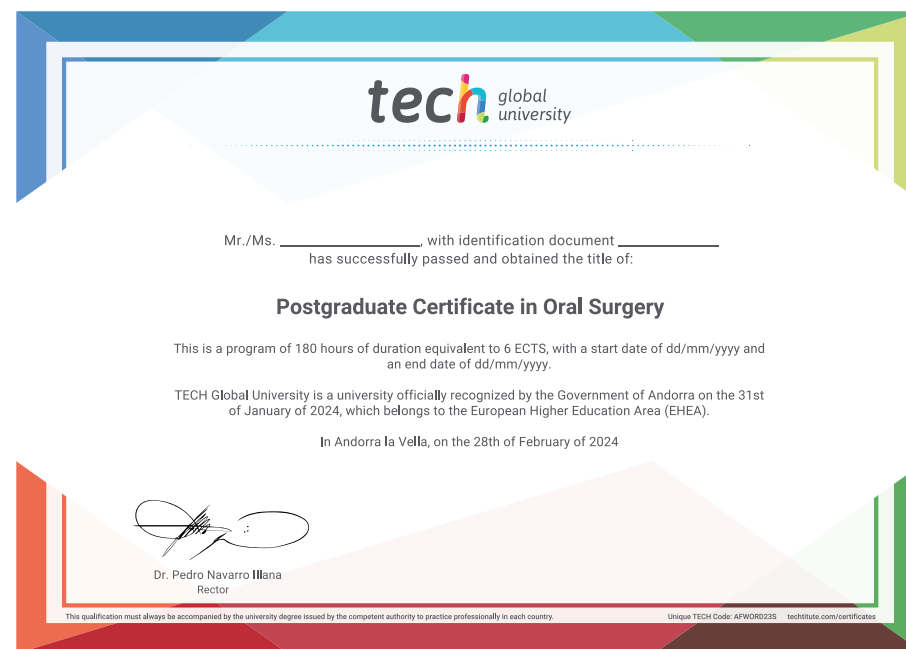 tech global university
Mr./Ms. ____________________, with identification document ______________
has successfully passed and obtained the title of:
Postgraduate Certificate in Oral Surgery
This is a program of 180 hours of duration equivalent to 6 ECTS, with a start date of dd/mm/yyyy and
an end date of dd/mm/yyyy.
TECH Global University is a university officially recognized by the Government of Andorra on the 31st
of January of 2024, which belongs to the European Higher Education Area (EHEA).
In Andorra la Vella, on the 28th of February of 2024
Dr. Pedro Navarro Illana
Rector
This qualification must always be accompanied by the university degree issued by the competent authority to practice professionally in each country.
Unique TECH Code: AFWORD23S techtitute.com/certificates